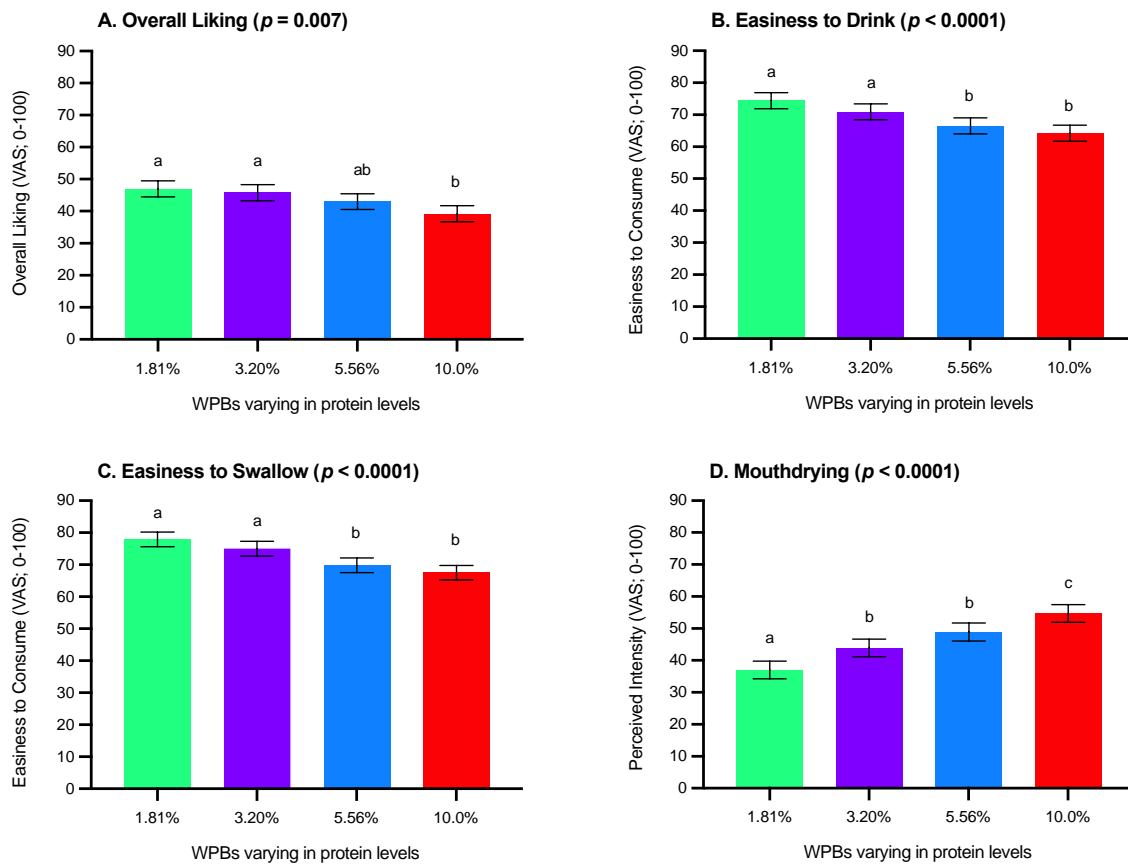 A. Overall Liking (p = 0.007)
Overall Liking (VAS; 0-100)
90
80
70
60
50
40
30
20
10
0
a
a
ab
b
1.81%
3.20%
5.56%
10.0%
WPBs varying in protein levels
B. Easiness to Drink (p < 0.0001)
Easiness to Consume (VAS; 0-100)
90
80
70
60
50
40
30
20
10
0
a
a
b
b
1.81%
3.20%
5.56%
10.0%
WPBs varying in protein levels
C. Easiness to Swallow (p < 0.0001)
Easiness to Consume (VAS; 0-100)
90
80
70
60
50
40
30
20
10
0
a
a
b
b
1.81%
3.20%
5.56%
10.0%
WPBs varying in protein levels
D. Mouthdrying (p < 0.0001)
Perceived Intensity (VAS; 0-100)
90
80
70
60
50
40
30
20
10
0
a
b
b
c
1.81%
3.20%
5.56%
10.0%
WPBs varying in protein levels